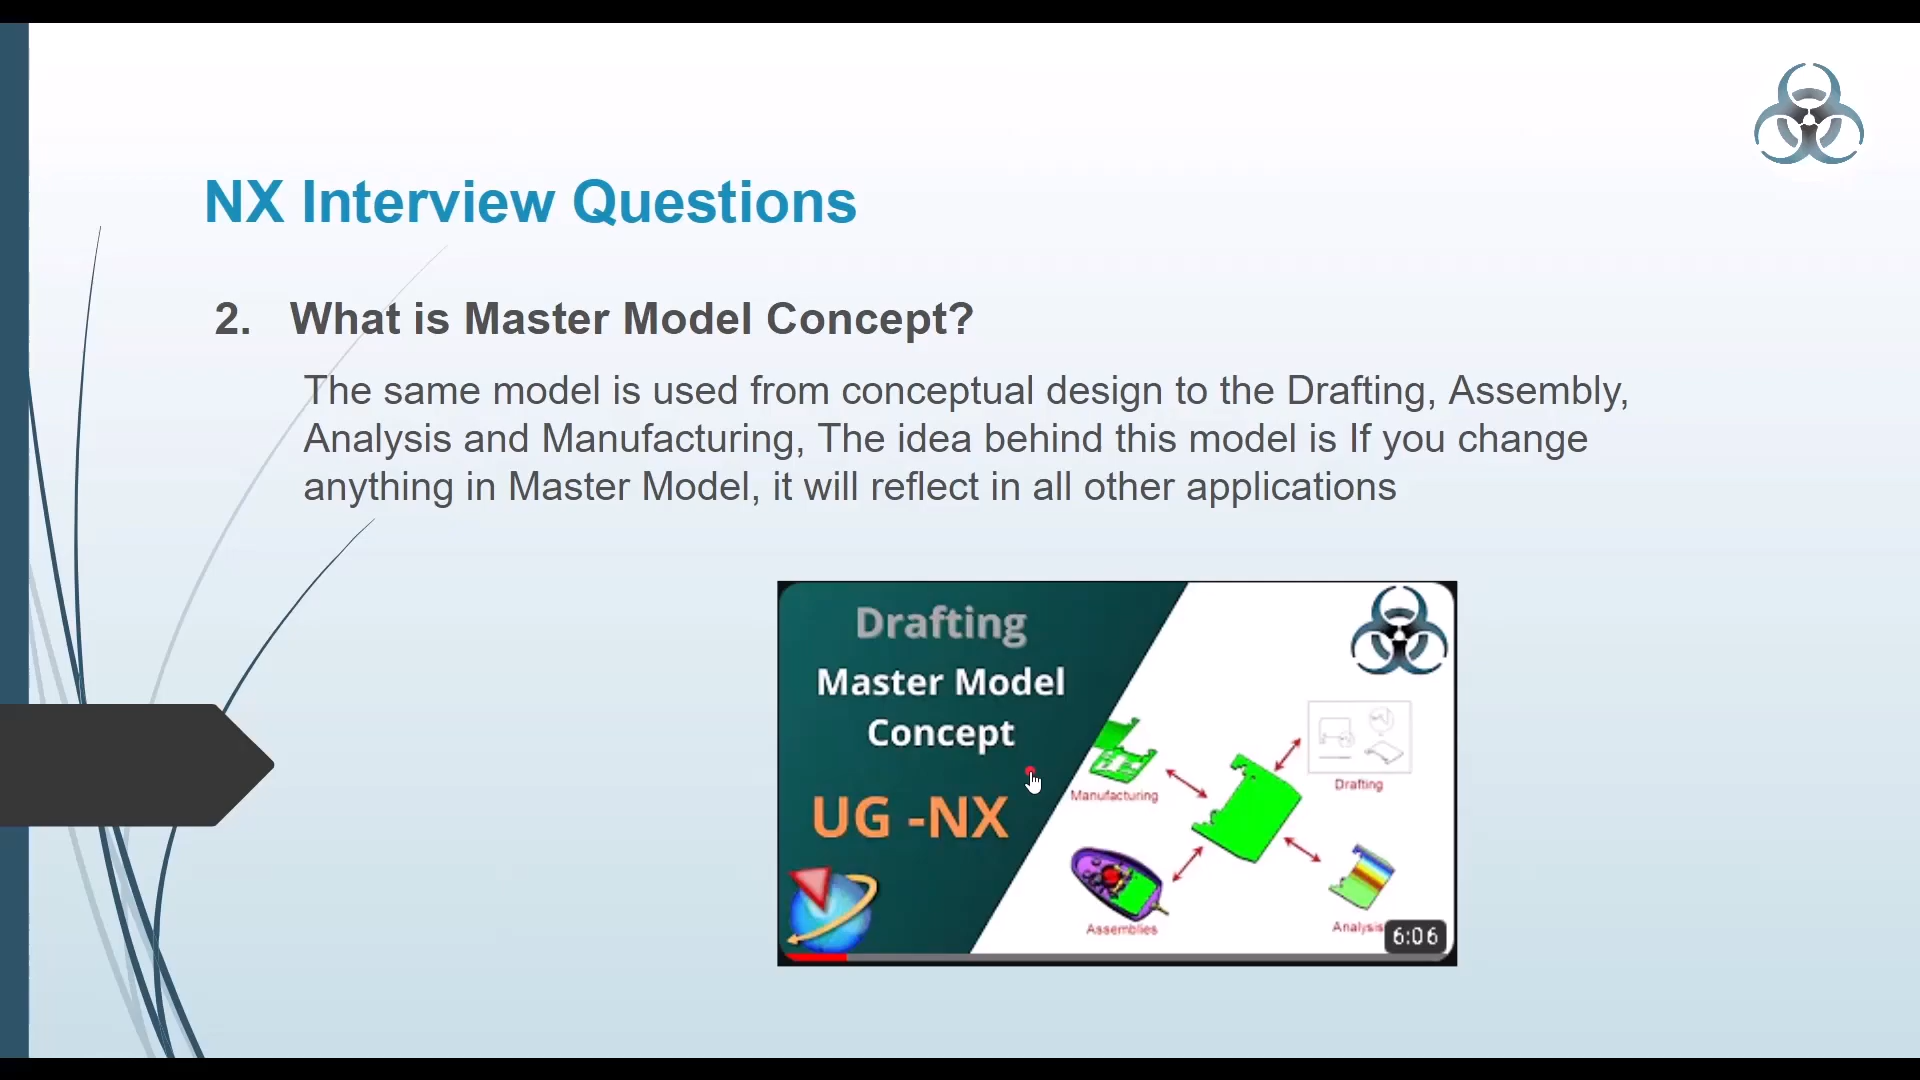 NX Interview Questions
2. What is Master Model Concept?
The same model is used from conceptual design to the Drafting, Assembly,
Analysis and Manufacturing, The idea behind this model is If you change
anything in Master Model, it will reflect in all other applications
Drafting
Master Model
Concept
UG -NX
Manufacturing
Drafting
Assemblies
Analysis
6:06